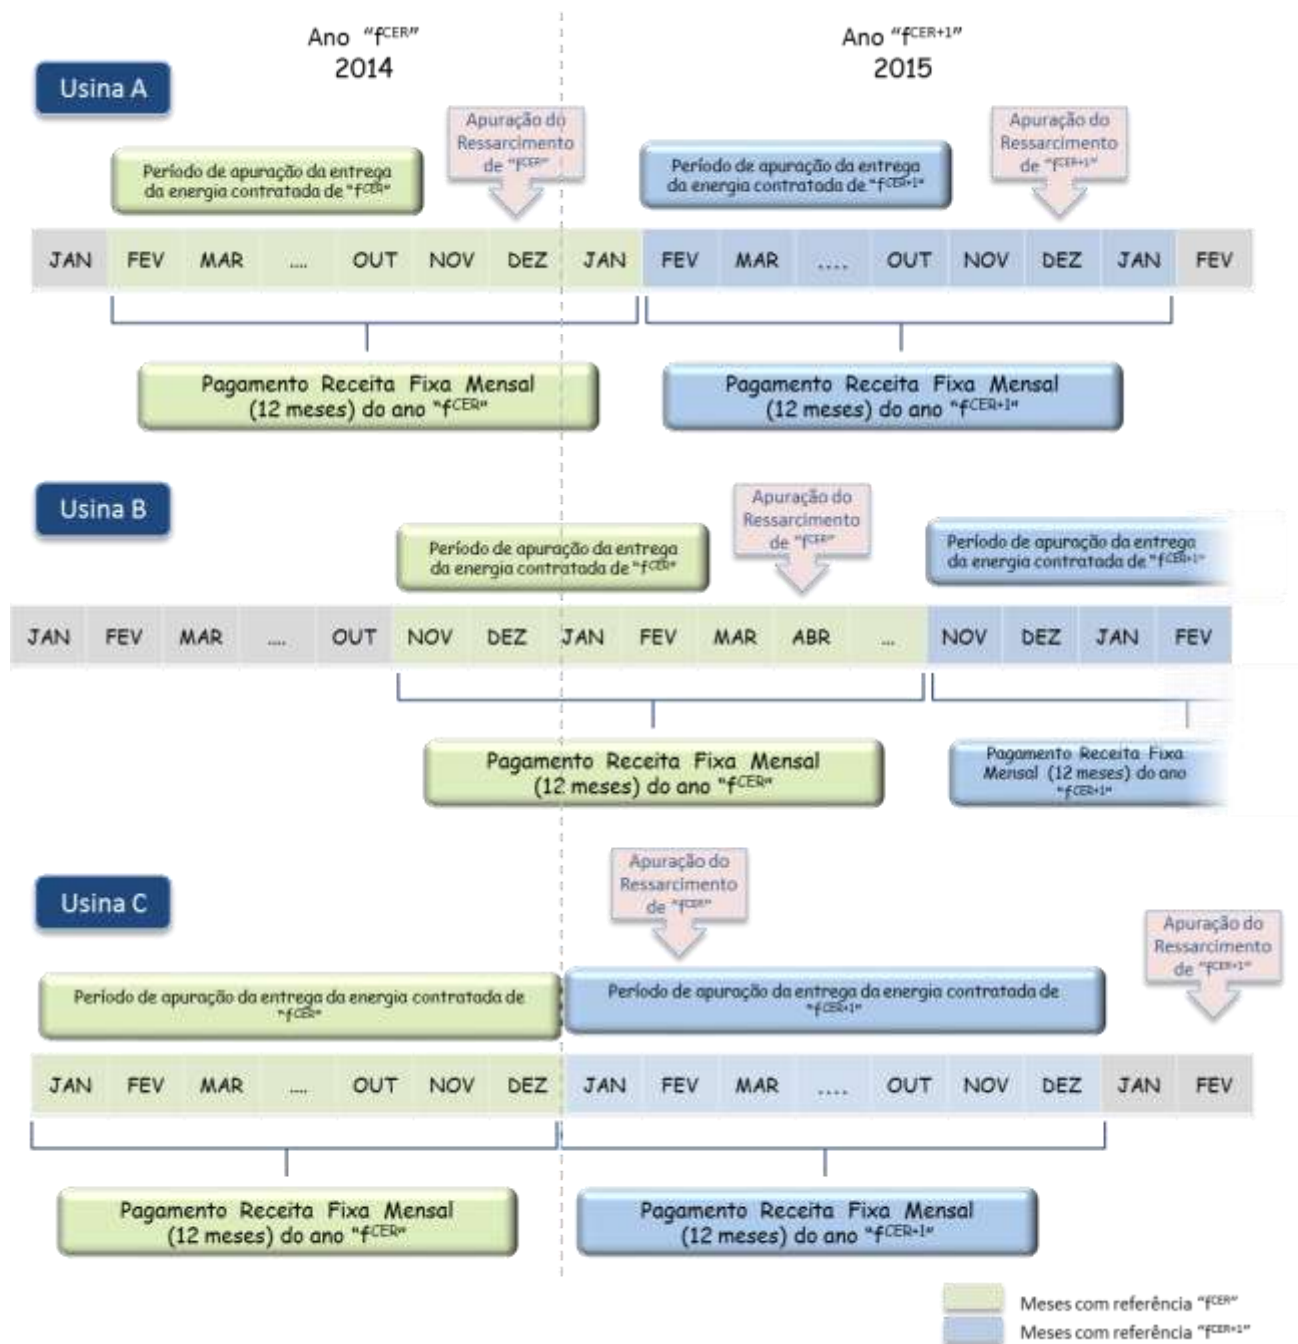 Ano "fCER"
2014
Ano "fCER+1"
2015
Usina A
Apuração do
Ressarcimento
de "fCER"
Apuração do
Ressarcimento
de "fCER+1"
Período de apuração da entrega
da energia contratada de "fCER"
Período de apuração da entrega
da energia contratada de "fCER+1"
JAN FEV MAR .... OUT NOV DEZ JAN FEV MAR .... OUT NOV DEZ JAN FEV
Pagamento Receita Fixa Mensal
(12 meses) do ano "fCER"
Pagamento Receita Fixa Mensal
(12 meses) do ano "fCER+1"
Usina B
Apuração do
Ressarcimento
de "fCER"
Período de apuração da entrega
da energia contratada de "fCER"
Período de apuração da entrega
da energia contratada de "fCER+1"
JAN FEV MAR .... OUT NOV DEZ JAN FEV MAR ABR ... NOV DEZ JAN FEV
Pagamento Receita Fixa Mensal
(12 meses) do ano "fCER"
Pagamento Receita Fixa
Mensal (12 meses) do ano
"fCER+1"
Usina C
Apuração do
Ressarcimento
de "fCER"
Apuração do
Ressarcimento
de "fCER+1"
Período de apuração da entrega da energia contratada de
"fCER"
Período de apuração da entrega da energia contratada de
"fCER+1"
JAN FEV MAR .... OUT NOV DEZ JAN FEV MAR .... OUT NOV DEZ JAN FEV
Pagamento Receita Fixa Mensal
(12 meses) do ano "fCER"
Pagamento Receita Fixa Mensal
(12 meses) do ano "fCER+1"
Meses com referência "fCER"
Meses com referência "fCER+1"